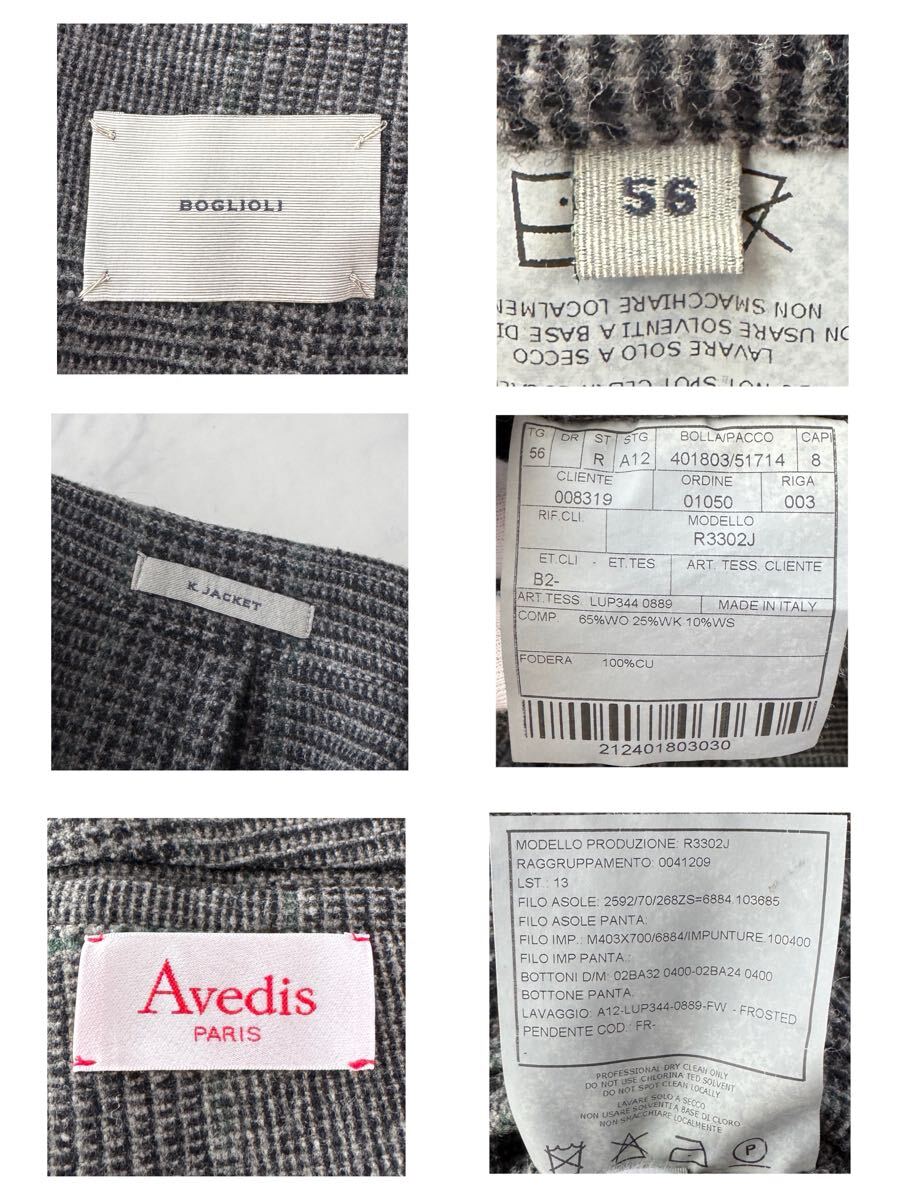 BOGLIOLI
56
NON SMACCHIARE LOCALMEN
ON USARE SOLVENTI A BASE DI
LAVARE SOLO A SECCO
K. JACKET
TG DR ST STG BOLLA/PACCO CAPI
56 R A12 401803/51714 8
CLIENTE ORDINE RIGA
008319 01050 003
RIF.CLI. MODELLO
R3302J
ET.CLI - ET.TES ART. TESS. CLIENTE
B2-
ART.TESS. LUP344 0889 MADE IN ITALY
COMP. 65%WO 25%WK 10%WS
FODERA 100%CU
212401803030
Avedis
PARIS
MODELLO PRODUZIONE: R3302J
RAGGRUPPAMENTO: 0041209
LST.: 13
FILO ASOLE: 2592/70/268ZS=6884 103685
FILO ASOLE PANTA:
FILO IMP.: M403X700/6884/IMPUNTURE 100400
FILO IMP PANTA.:
BOTTONI D/M: 02BA32 0400-02BA24 0400
BOTTONE PANTA.
LAVAGGIO: A12-LUP344-0889-FW - FROSTED
PENDENTE COD.: FR-
-
PROFESSIONAL DRY CLEAN ONLY
DO NOT USE CHLORINA TED SOLVENT
DO NOT SPOT CLEAN LOCALLY
LAVARE SOLO A SECCO
NON USARE SOLVENTI A BASE DI CLORO
NON SMACCHIARE LOCALMENTE
P